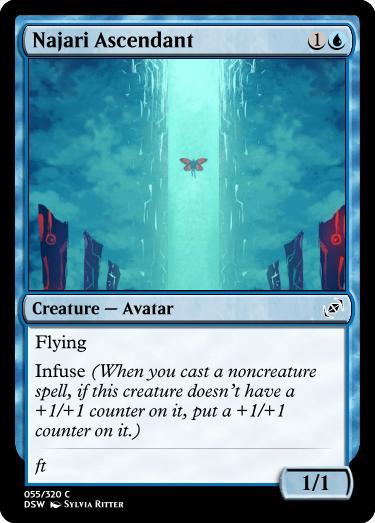 Najari Ascendant
1
Creature — Avatar
Flying
Infuse (When you cast a noncreature
spell, if this creature doesn't have a
+1/+1 counter on it, put a +1/+1
counter on it.)
ft
1/1
055/320 C
DSW Sylvia Ritter